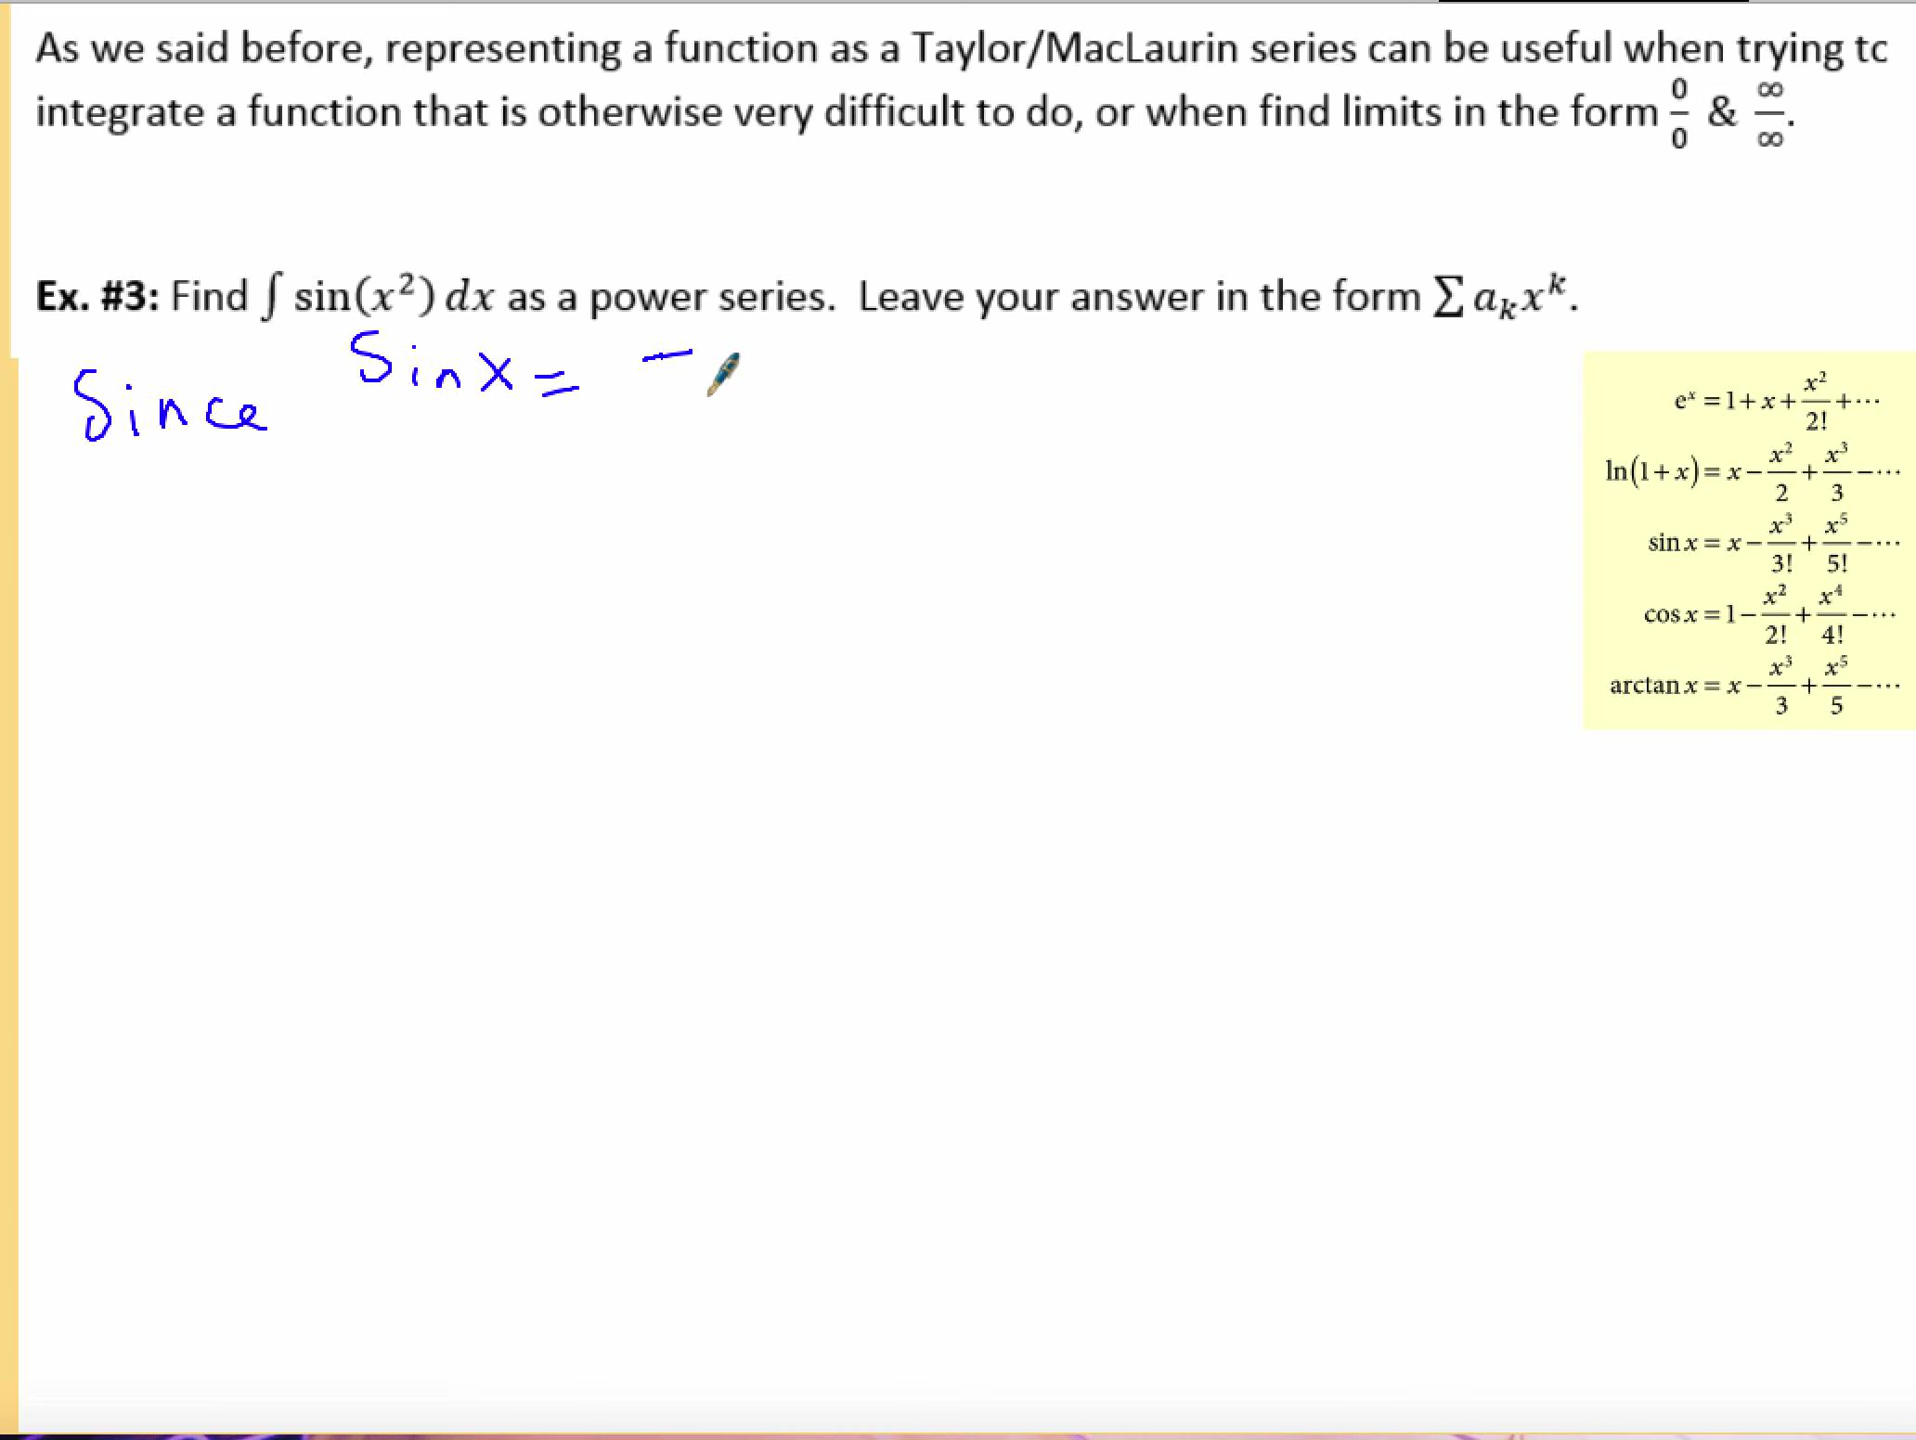 As we said before, representing a function as a Taylor/MacLaurin series can be useful when trying tc
integrate a function that is otherwise very difficult to do, or when find limits in the form 0/0 & ∞/∞.
Ex. #3: Find ∫ sin(x²) dx as a power series. Leave your answer in the form ∑ aₖxᵏ.
Since sinx =
eˣ = 1 + x + x²/2! + ⋯
ln(1 + x) = x − x²/2 + x³/3 − ⋯
sin x = x − x³/3! + x⁵/5! − ⋯
cos x = 1 − x²/2! + x⁴/4! − ⋯
arctan x = x − x³/3 + x⁵/5 − ⋯